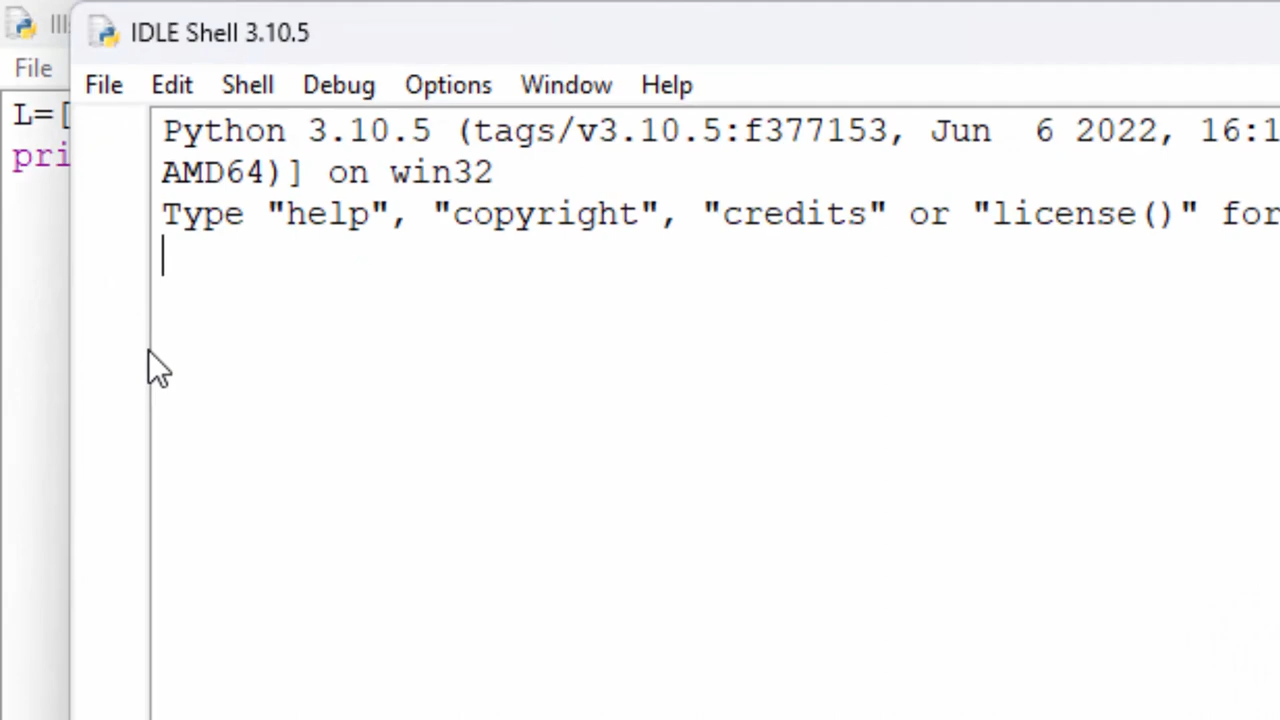 IDLE Shell 3.10.5
File
File Edit Shell Debug Options Window Help
L=[
pri
Python 3.10.5 (tags/v3.10.5:f377153, Jun  6 2022, 16:1
AMD64)] on win32
Type "help", "copyright", "credits" or "license()" for